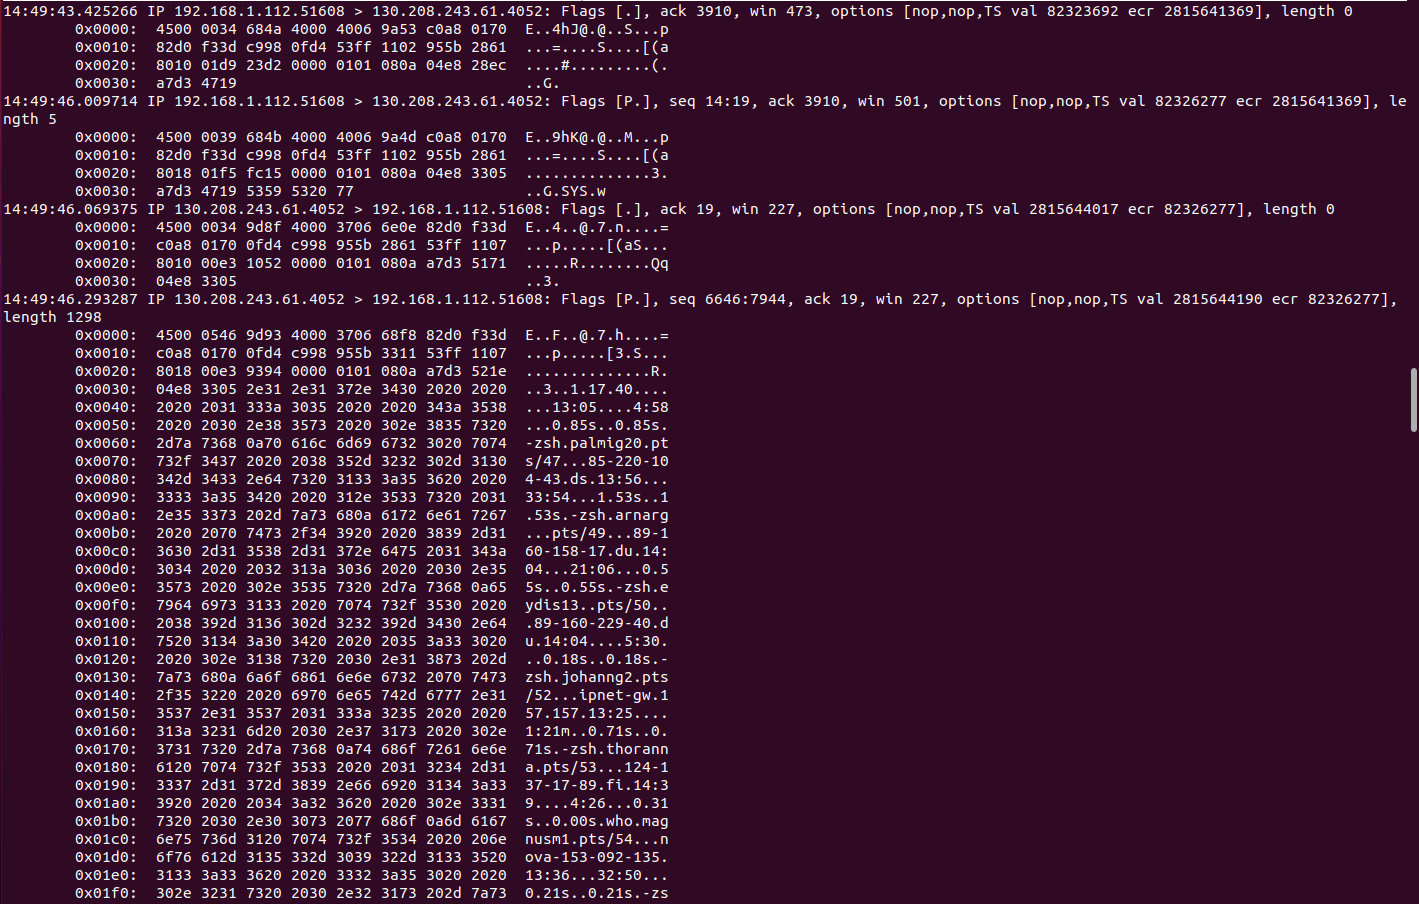 14:49:43.425266 IP 192.168.1.112.51608 > 130.208.243.61.4052: Flags [.], ack 3910, win 473, options [nop,nop,TS val 82323692 ecr 2815641369], length 0
0x0000:  4500 0034 684a 4000 4006 9a53 c0a8 0170  E..4hJ@.@..S...p
0x0010:  82d0 f33d c998 0fd4 53ff 1102 955b 2861  ...=....S....[(a
0x0020:  8010 01d9 23d2 0000 0101 080a 04e8 28ec  ....#.........(.
0x0030:  a7d3 4719                                ..G.
14:49:46.009714 IP 192.168.1.112.51608 > 130.208.243.61.4052: Flags [P.], seq 14:19, ack 3910, win 501, options [nop,nop,TS val 82326277 ecr 2815641369], le
ngth 5
0x0000:  4500 0039 684b 4000 4006 9a4d c0a8 0170  E..9hK@.@..M...p
0x0010:  82d0 f33d c998 0fd4 53ff 1102 955b 2861  ...=....S....[(a
0x0020:  8018 01f5 fc15 0000 0101 080a 04e8 3305  ..............3.
0x0030:  a7d3 4719 5359 5320 77                   ..G.SYS.w
14:49:46.069375 IP 130.208.243.61.4052 > 192.168.1.112.51608: Flags [.], ack 19, win 227, options [nop,nop,TS val 2815644017 ecr 82326277], length 0
0x0000:  4500 0034 9d8f 4000 3706 6e0e 82d0 f33d  E..4..@.7.n....=
0x0010:  c0a8 0170 0fd4 c998 955b 2861 53ff 1107  ...p.....[(aS...
0x0020:  8010 00e3 1052 0000 0101 080a a7d3 5171  .....R........Qq
0x0030:  04e8 3305                                ..3.
14:49:46.293287 IP 130.208.243.61.4052 > 192.168.1.112.51608: Flags [P.], seq 6646:7944, ack 19, win 227, options [nop,nop,TS val 2815644190 ecr 82326277],
length 1298
0x0000:  4500 0546 9d93 4000 3706 68f8 82d0 f33d  E..F..@.7.h....=
0x0010:  c0a8 0170 0fd4 c998 955b 3311 53ff 1107  ...p.....[3.S...
0x0020:  8018 00e3 9394 0000 0101 080a a7d3 521e  ..............R.
0x0030:  04e8 3305 2e31 2e31 372e 3430 2020 2020  ..3..1.17.40....
0x0040:  2020 2031 333a 3035 2020 2020 343a 3538  ...13:05....4:58
0x0050:  2020 2030 2e38 3573 2020 302e 3835 7320  ...0.85s..0.85s.
0x0060:  2d7a 7368 0a70 616c 6d69 6732 3020 7074  -zsh.palmig20.pt
0x0070:  732f 3437 2020 2038 352d 3232 302d 3130  s/47...85-220-10
0x0080:  342d 3433 2e64 7320 3133 3a35 3620 2020  4-43.ds.13:56...
0x0090:  3333 3a35 3420 2020 312e 3533 7320 2031  33:54...1.53s..1
0x00a0:  2e35 3373 202d 7a73 680a 6172 6e61 7267  .53s.-zsh.arnarg
0x00b0:  2020 2070 7473 2f34 3920 2020 3839 2d31  ...pts/49...89-1
0x00c0:  3630 2d31 3538 2d31 372e 6475 2031 343a  60-158-17.du.14:
0x00d0:  3034 2020 2032 313a 3036 2020 2030 2e35  04...21:06...0.5
0x00e0:  3573 2020 302e 3535 7320 2d7a 7368 0a65  5s..0.55s.-zsh.e
0x00f0:  7964 6973 3133 2020 7074 732f 3530 2020  ydis13..pts/50..
0x0100:  2038 392d 3136 302d 3232 392d 3430 2e64  .89-160-229-40.d
0x0110:  7520 3134 3a30 3420 2020 2035 3a33 3020  u.14:04....5:30.
0x0120:  2020 302e 3138 7320 2030 2e31 3873 202d  ..0.18s..0.18s.-
0x0130:  7a73 680a 6a6f 6861 6e6e 6732 2070 7473  zsh.johanng2.pts
0x0140:  2f35 3220 2020 6970 6e65 742d 6777 2e31  /52...ipnet-gw.1
0x0150:  3537 2e31 3537 2031 333a 3235 2020 2020  57.157.13:25....
0x0160:  313a 3231 6d20 2030 2e37 3173 2020 302e  1:21m..0.71s..0.
0x0170:  3731 7320 2d7a 7368 0a74 686f 7261 6e6e  71s.-zsh.thorann
0x0180:  6120 7074 732f 3533 2020 2031 3234 2d31  a.pts/53...124-1
0x0190:  3337 2d31 372d 3839 2e66 6920 3134 3a33  37-17-89.fi.14:3
0x01a0:  3920 2020 2034 3a32 3620 2020 302e 3331  9....4:26...0.31
0x01b0:  7320 2030 2e30 3073 2077 686f 0a6d 6167  s..0.00s.who.mag
0x01c0:  6e75 736d 3120 7074 732f 3534 2020 206e  nusm1.pts/54...n
0x01d0:  6f76 612d 3135 332d 3039 322d 3133 3520  ova-153-092-135.
0x01e0:  3133 3a33 3620 2020 3332 3a35 3020 2020  13:36...32:50...
0x01f0:  302e 3231 7320 2030 2e32 3173 202d 7a73  0.21s..0.21s.-zs